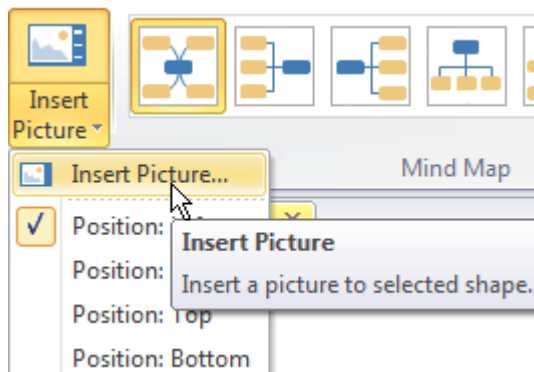 Insert
Picture
Insert Picture...
Mind Map
Position:
Insert Picture
Position:
Insert a picture to selected shape.
Position: Top
Position: Bottom